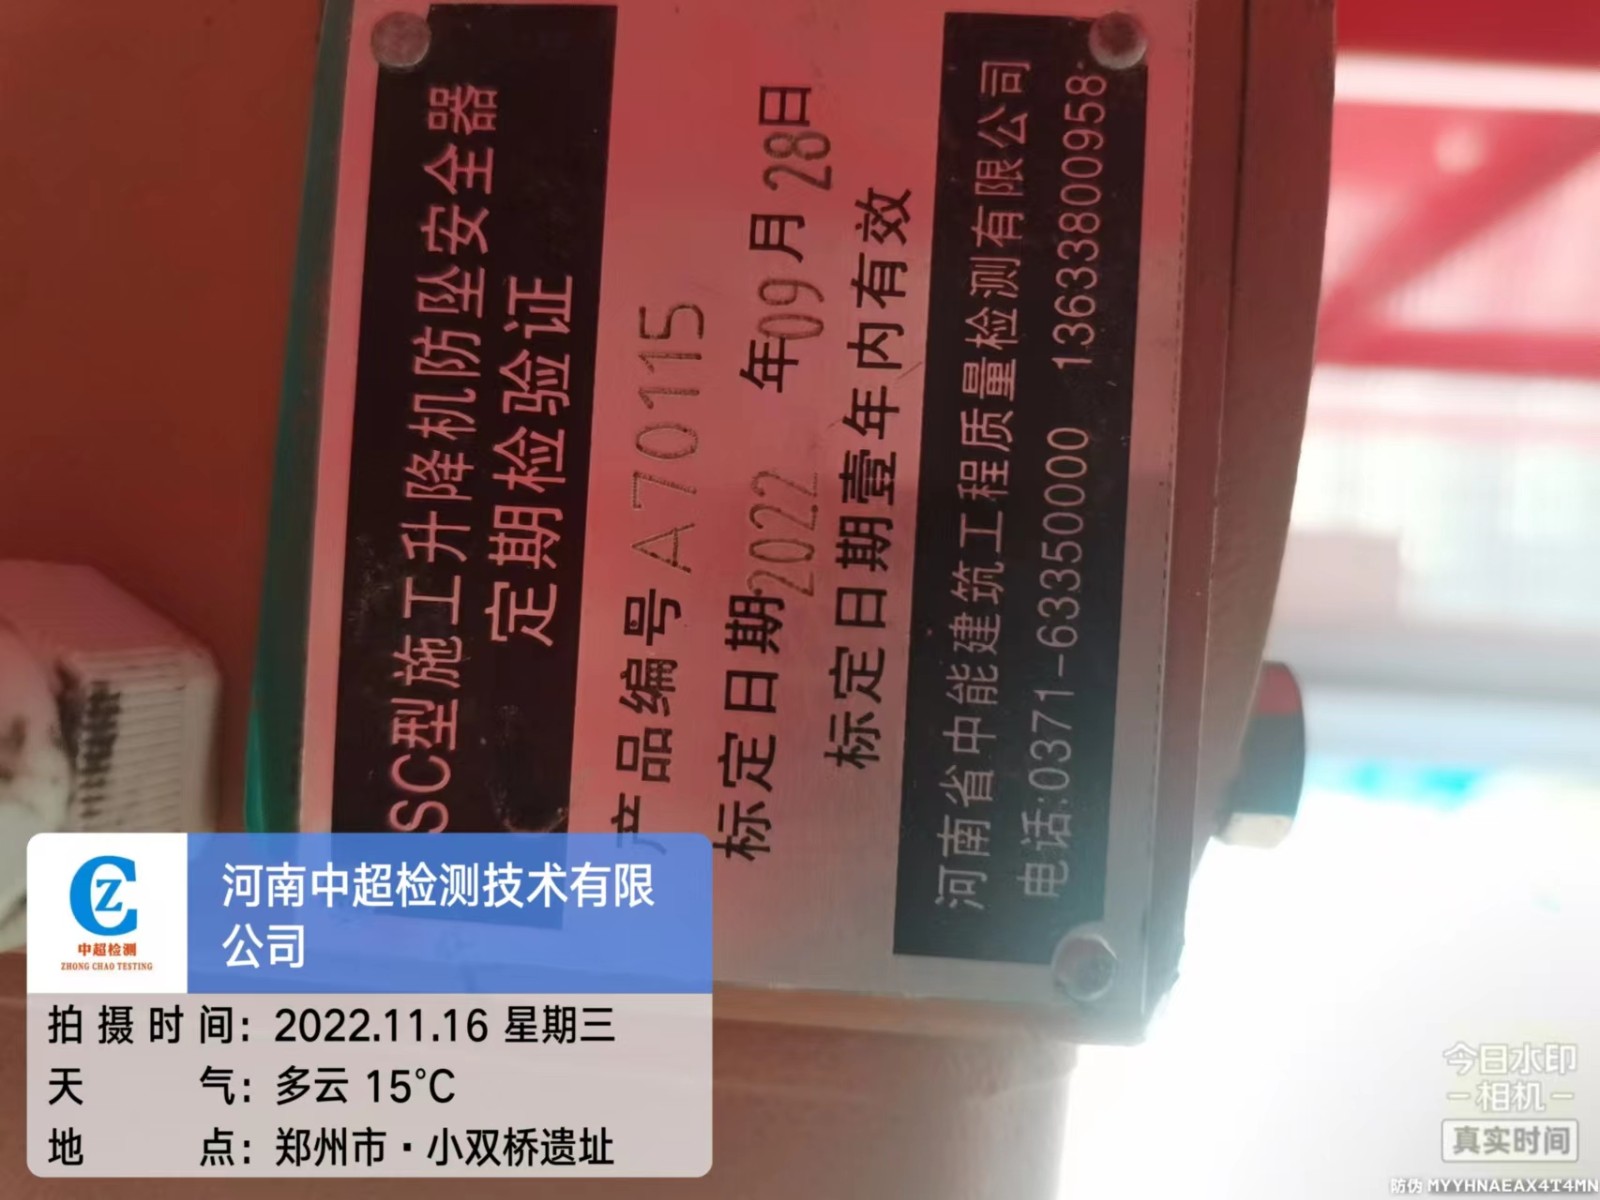 SC型施工升降机防坠安全器
定期检验证
产品编号 A70115
标定日期2022年09月28日
标定日期壹年内有效
河南省中能建筑工程质量检测有限公司
电话:0371-63350000 13633800958
中超检测
ZHONG CHAO TESTING
河南中超检测技术有限
公司
拍摄时间: 2022.11.16 星期三
天气: 多云 15℃
地点: 郑州市·小双桥遗址
今日水印
相机
真实时间
防伪 MYYHNAEAX4T4MN